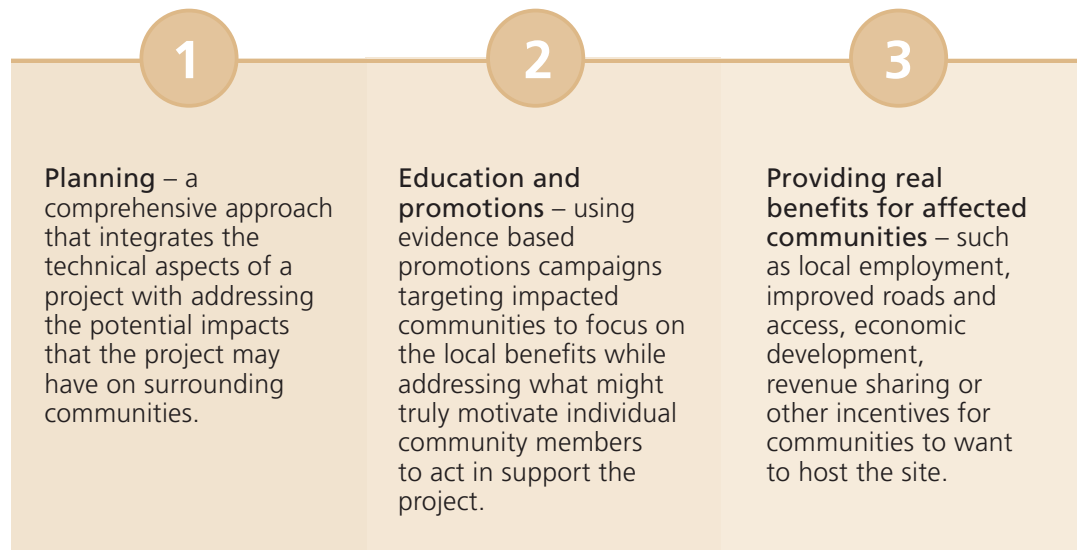 1
Planning – a
comprehensive approach
that integrates the
technical aspects of a
project with addressing
the potential impacts
that the project may
have on surrounding
communities.
2
Education and
promotions – using
evidence based
promotions campaigns
targeting impacted
communities to focus on
the local benefits while
addressing what might
truly motivate individual
community members
to act in support the
project.
3
Providing real
benefits for affected
communities – such
as local employment,
improved roads and
access, economic
development,
revenue sharing or
other incentives for
communities to want
to host the site.